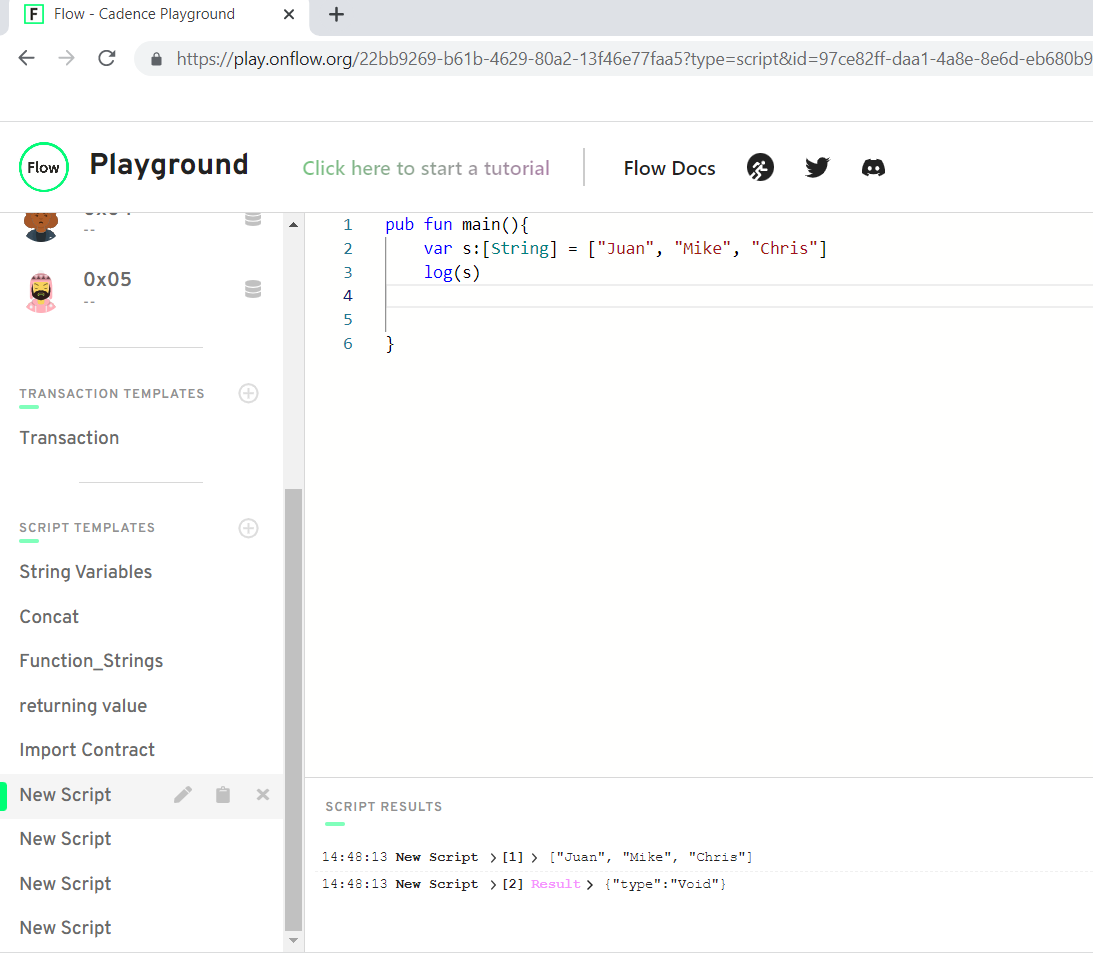 F Flow - Cadence Playground
https://play.onflow.org/22bb9269-b61b-4629-80a2-13f46e77faa5?type=script&id=97ce82ff-daa1-4a8e-8e6d-eb680b9
Flow Playground Click here to start a tutorial Flow Docs
--
0x05
--
TRANSACTION TEMPLATES
Transaction
SCRIPT TEMPLATES
String Variables
Concat
Function_Strings
returning value
Import Contract
New Script
New Script
New Script
New Script
1 pub fun main(){
2 var s:[String] = ["Juan", "Mike", "Chris"]
3 log(s)
4
5
6 }
SCRIPT RESULTS
14:48:13 New Script > [1] > ["Juan", "Mike", "Chris"]
14:48:13 New Script > [2] Result > {"type":"Void"}